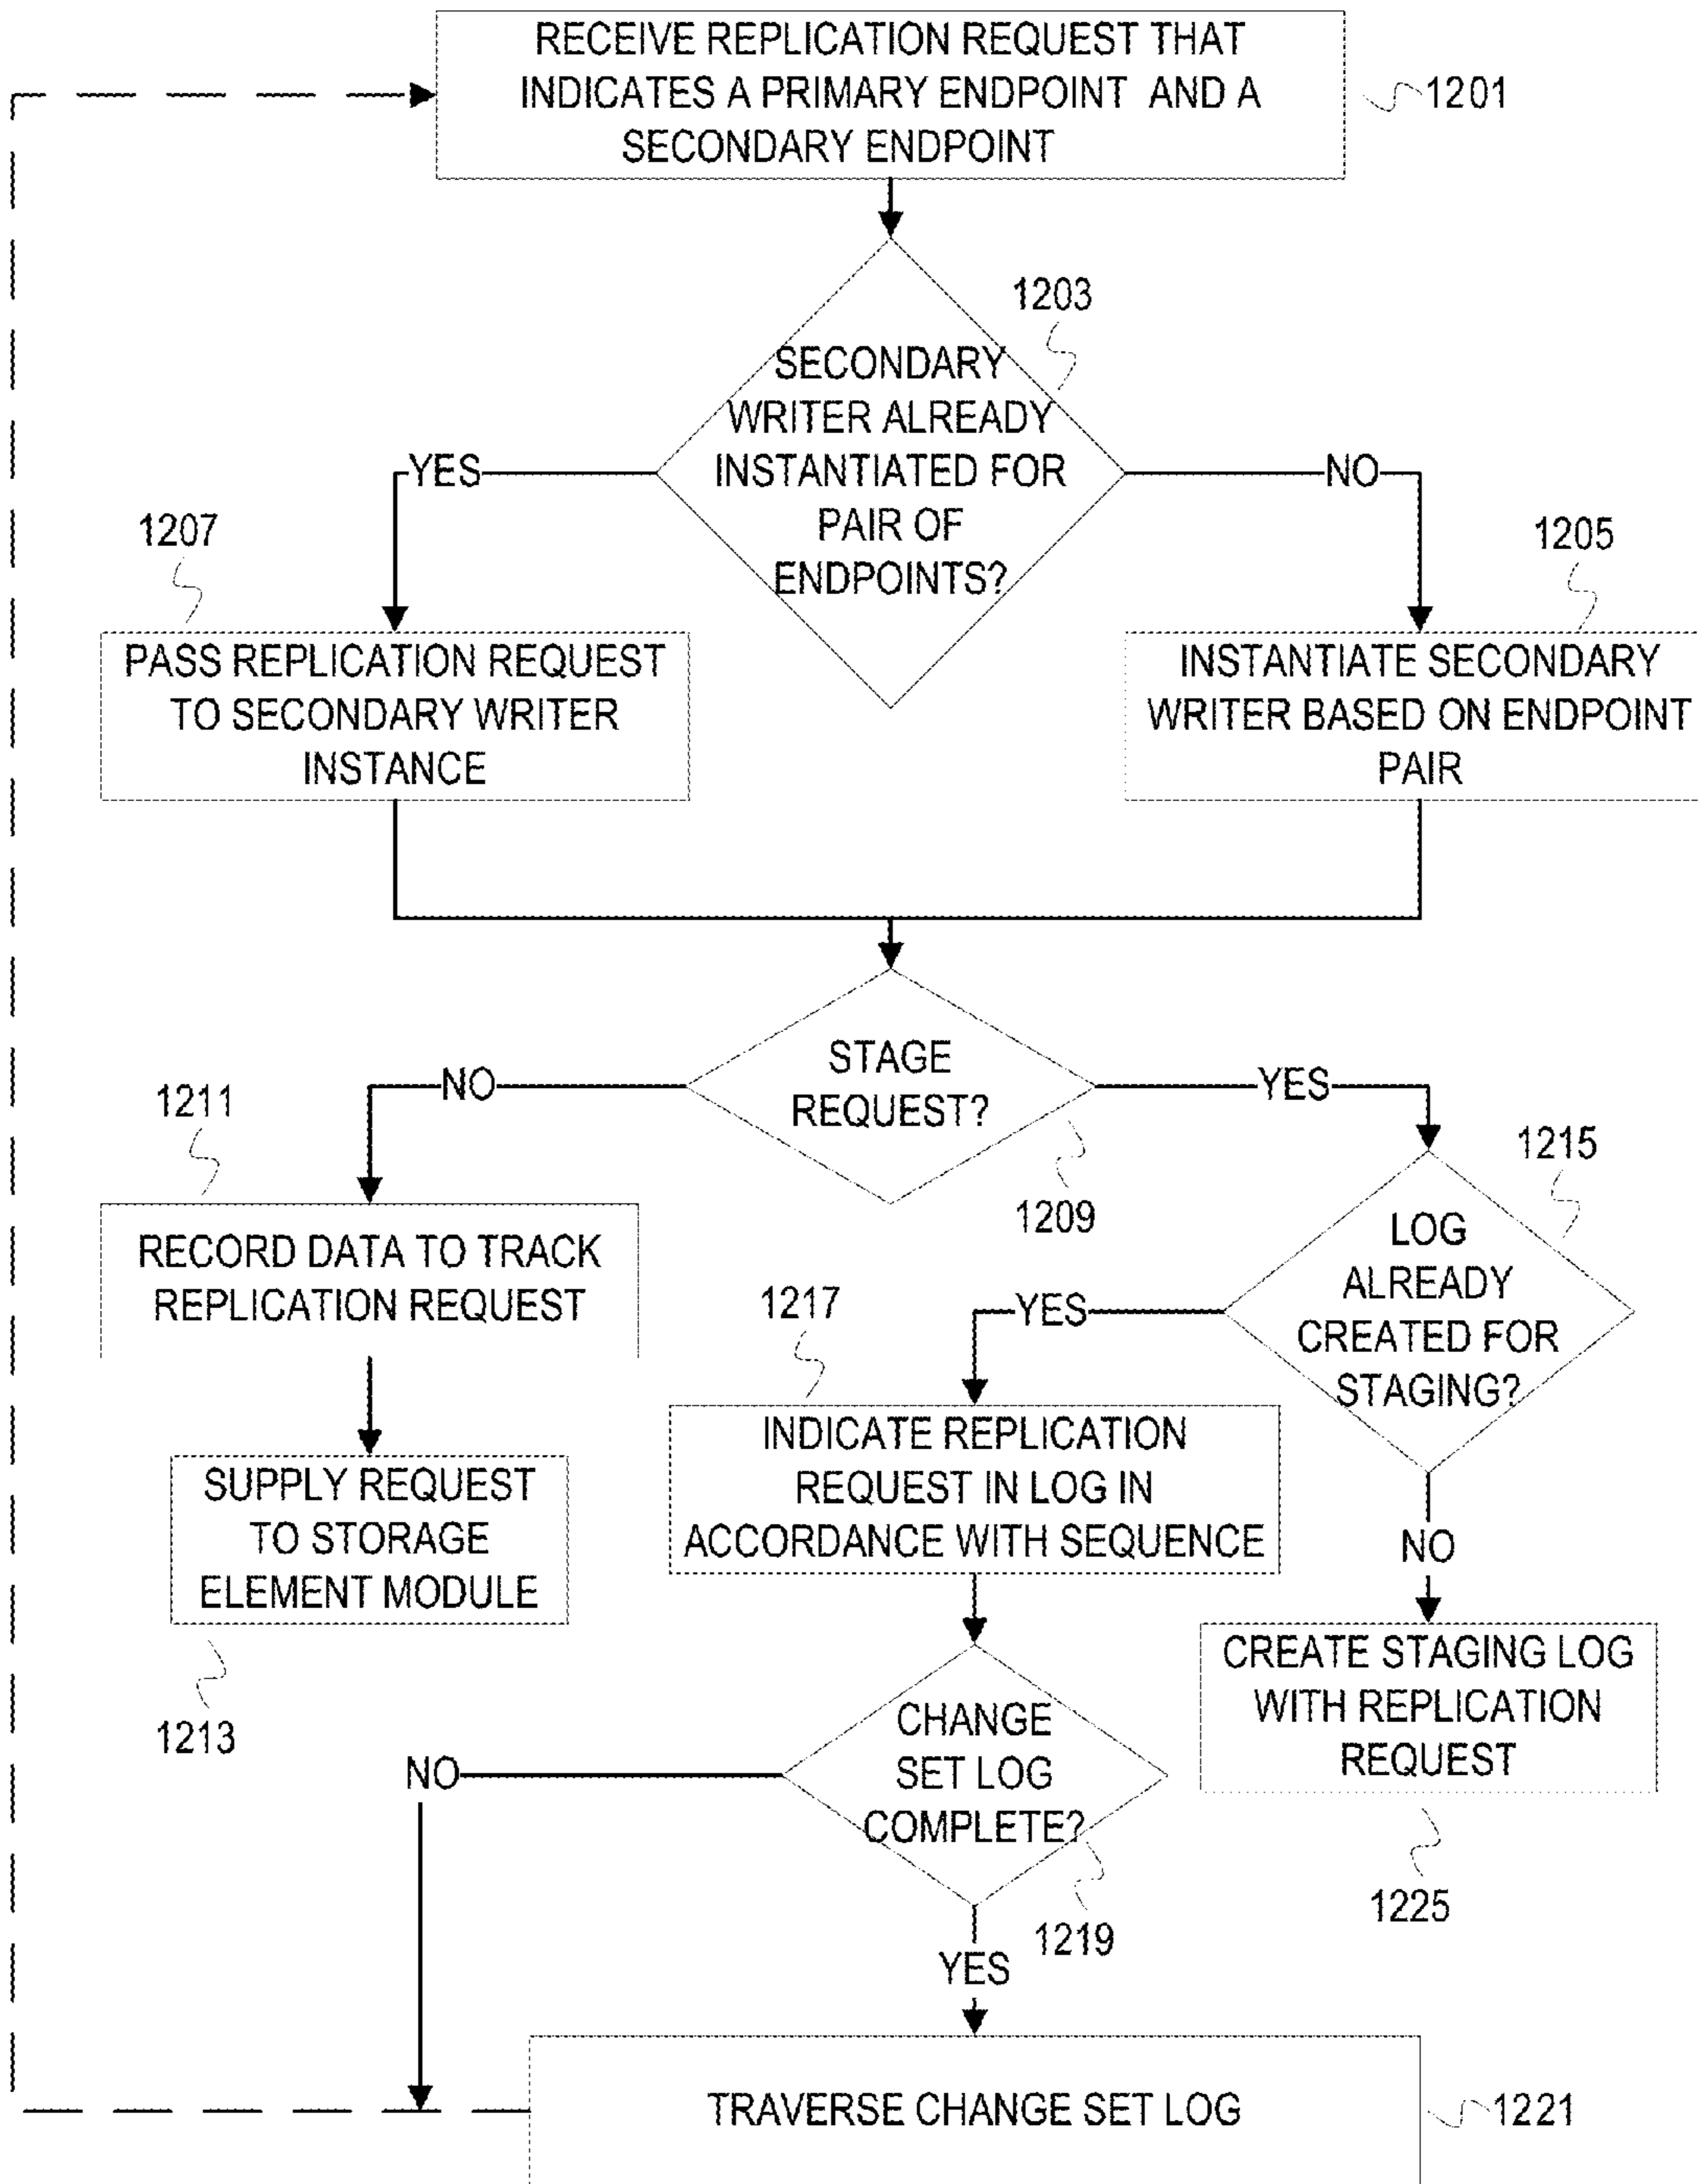 RECEIVE REPLICATION REQUEST THAT
INDICATES A PRIMARY ENDPOINT AND A
SECONDARY ENDPOINT
1201
1203
SECONDARY
WRITER ALREADY
INSTANTIATED FOR
PAIR OF
ENDPOINTS?
YES
NO
1207
1205
PASS REPLICATION REQUEST
TO SECONDARY WRITER
INSTANCE
INSTANTIATE SECONDARY
WRITER BASED ON ENDPOINT
PAIR
STAGE
REQUEST?
NO
YES
1211
1209
1215
RECORD DATA TO TRACK
REPLICATION REQUEST
LOG
ALREADY
CREATED FOR
STAGING?
YES
NO
1217
INDICATE REPLICATION
REQUEST IN LOG IN
ACCORDANCE WITH SEQUENCE
SUPPLY REQUEST
TO STORAGE
ELEMENT MODULE
1213
CREATE STAGING LOG
WITH REPLICATION
REQUEST
1225
CHANGE
SET LOG
COMPLETE?
NO
1219
YES
TRAVERSE CHANGE SET LOG
1221